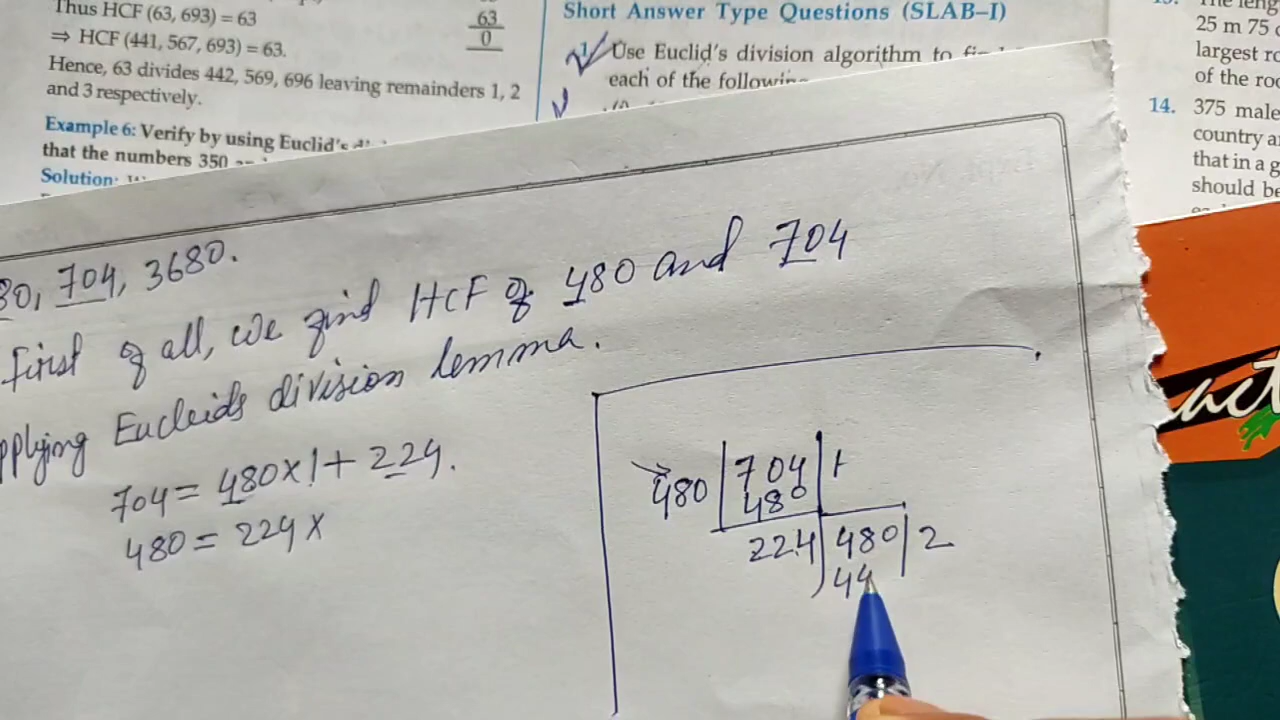 Thus HCF (63, 693) = 63
⇒ HCF (441, 567, 693) = 63.
Hence, 63 divides 442, 569, 696 leaving remainders 1, 2
and 3 respectively.
Example 6: Verify by using Euclid's
that the numbers 350
Solution:
63
0
Short Answer Type Questions (SLAB–I)
1. Use Euclid's division algorithm to
each of the following
25 m 75
largest
of the
14. 375 male
country
that in a
should be
80, 704, 3680.
First of all, we find HCF of 480 and 704
Applying Eucleids division lemma.
704 = 480 x 1 + 224.
480 = 224 x
480 704 1
480
224 480 2
44
act